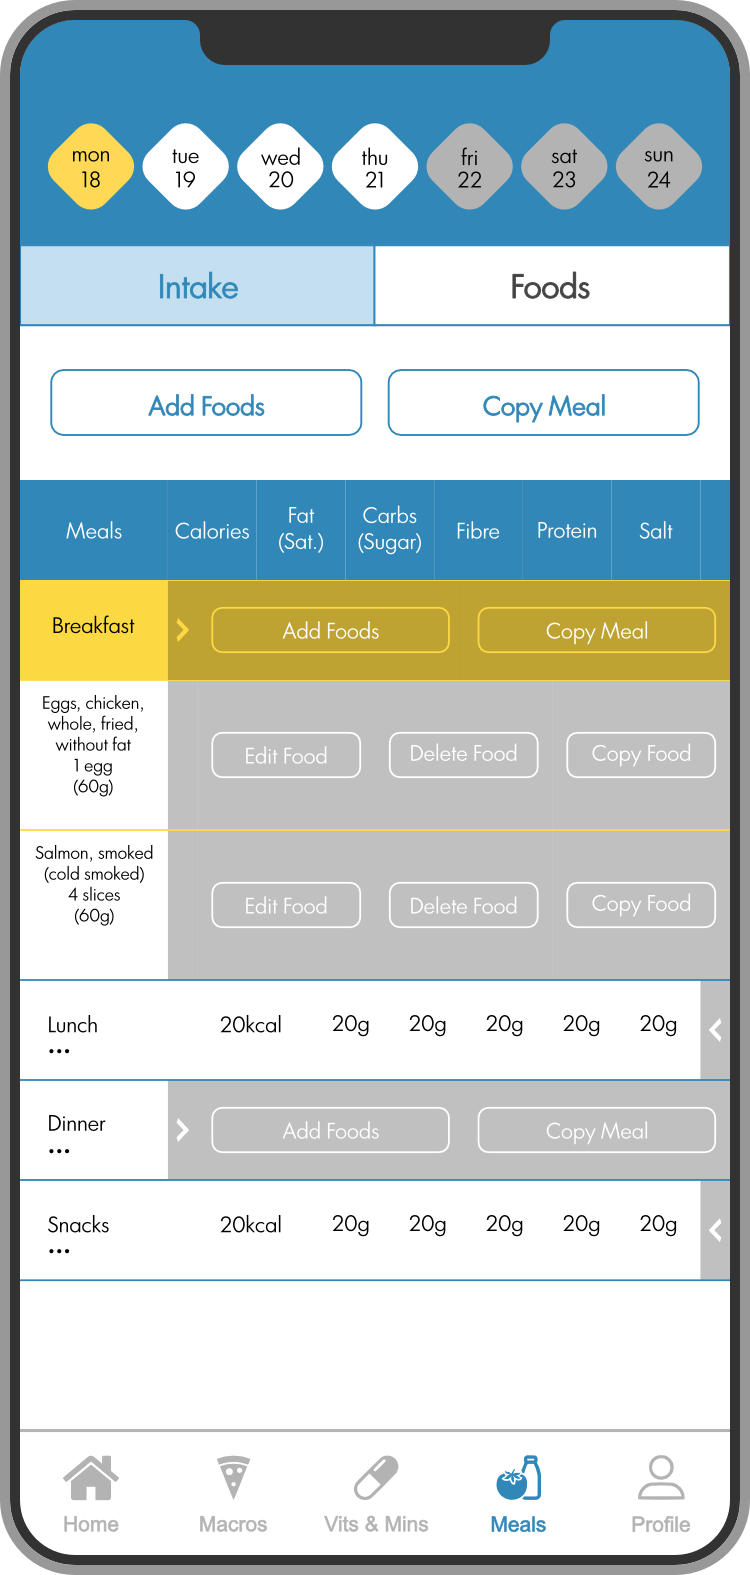 mon
18
tue
19
wed
20
thu
21
fri
22
sat
23
sun
24
Intake
Foods
Add Foods
Copy Meal
Meals
Calories
Fat
(Sat.)
Carbs
(Sugar)
Fibre
Protein
Salt
Breakfast
Add Foods
Copy Meal
Eggs, chicken,
whole, fried,
without fat
1 egg
(60g)
Edit Food
Delete Food
Copy Food
Salmon, smoked
(cold smoked)
4 slices
(60g)
Edit Food
Delete Food
Copy Food
Lunch
...
20kcal
20g
20g
20g
20g
20g
Dinner
...
Add Foods
Copy Meal
Snacks
...
20kcal
20g
20g
20g
20g
20g
Home
Macros
Vits & Mins
Meals
Profile